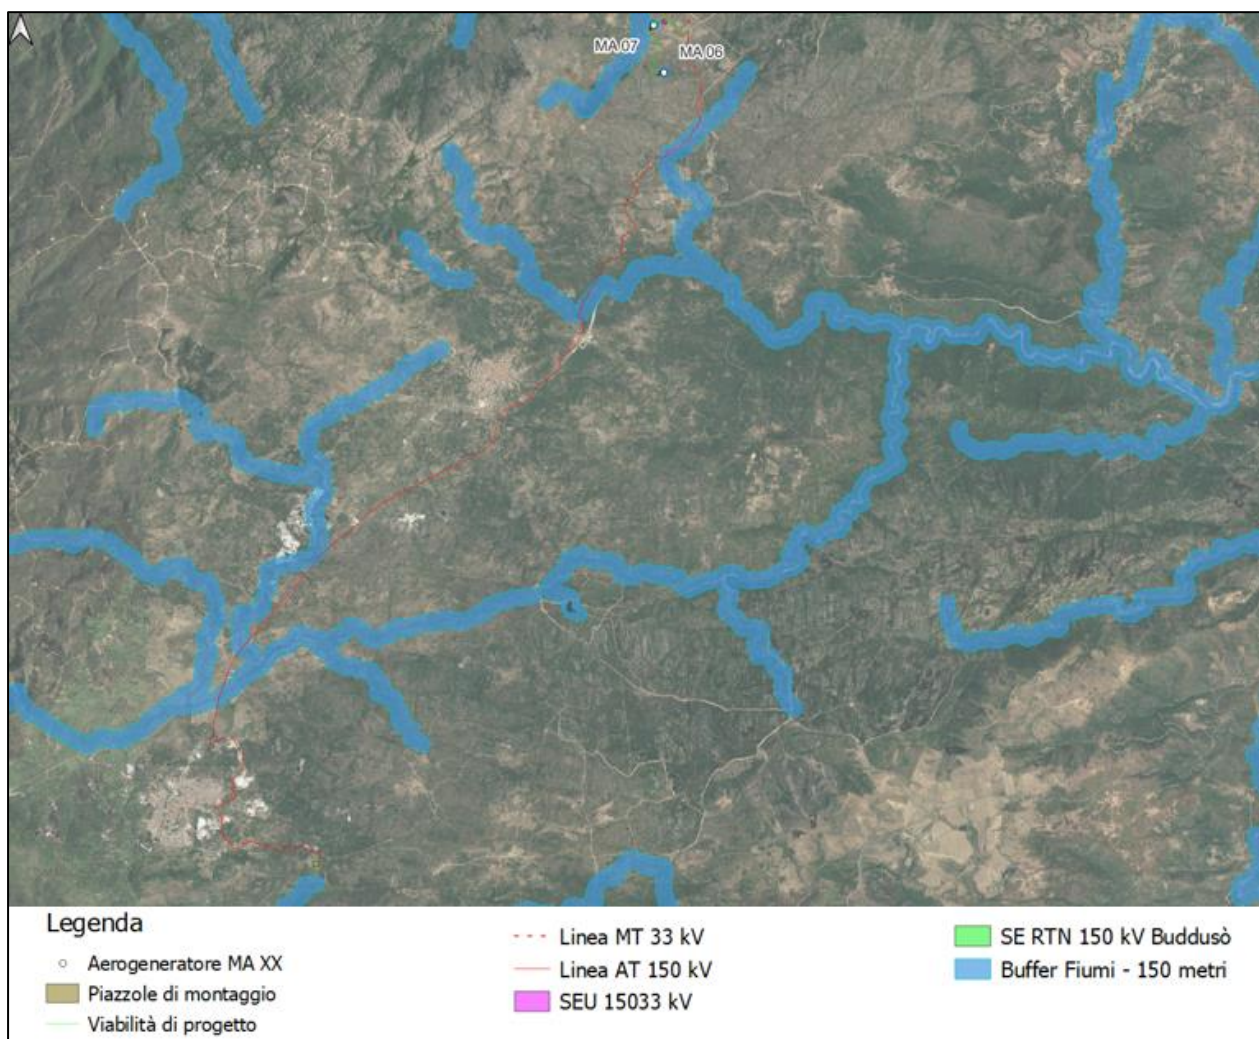 MA 07
MA 06
Legenda
Aerogeneratore MA XX
Piazzole di montaggio
Viabilità di progetto
Linea MT 33 kV
Linea AT 150 kV
SEU 15033 kV
SE RTN 150 kV Buddusò
Buffer Fiumi - 150 metri